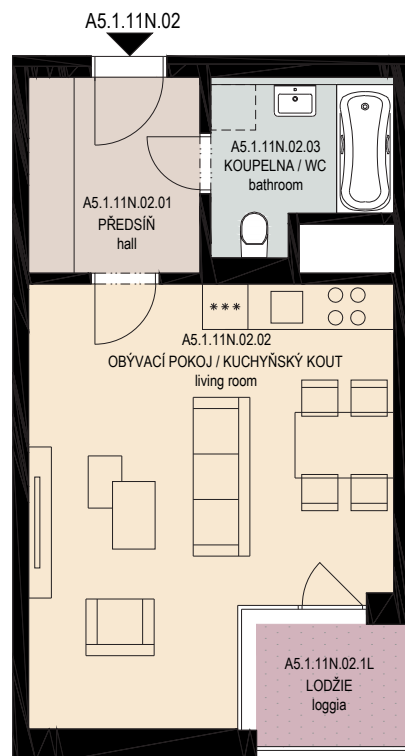 A5.1.11N.02
A5.1.11N.02.03
KOUPELNA / WC
bathroom
A5.1.11N.02.01
PŘEDSÍŇ
hall
***
A5.1.11N.02.02
OBÝVACÍ POKOJ / KUCHYŇSKÝ KOUT
living room
A5.1.11N.02.1L
LODŽIE
loggia